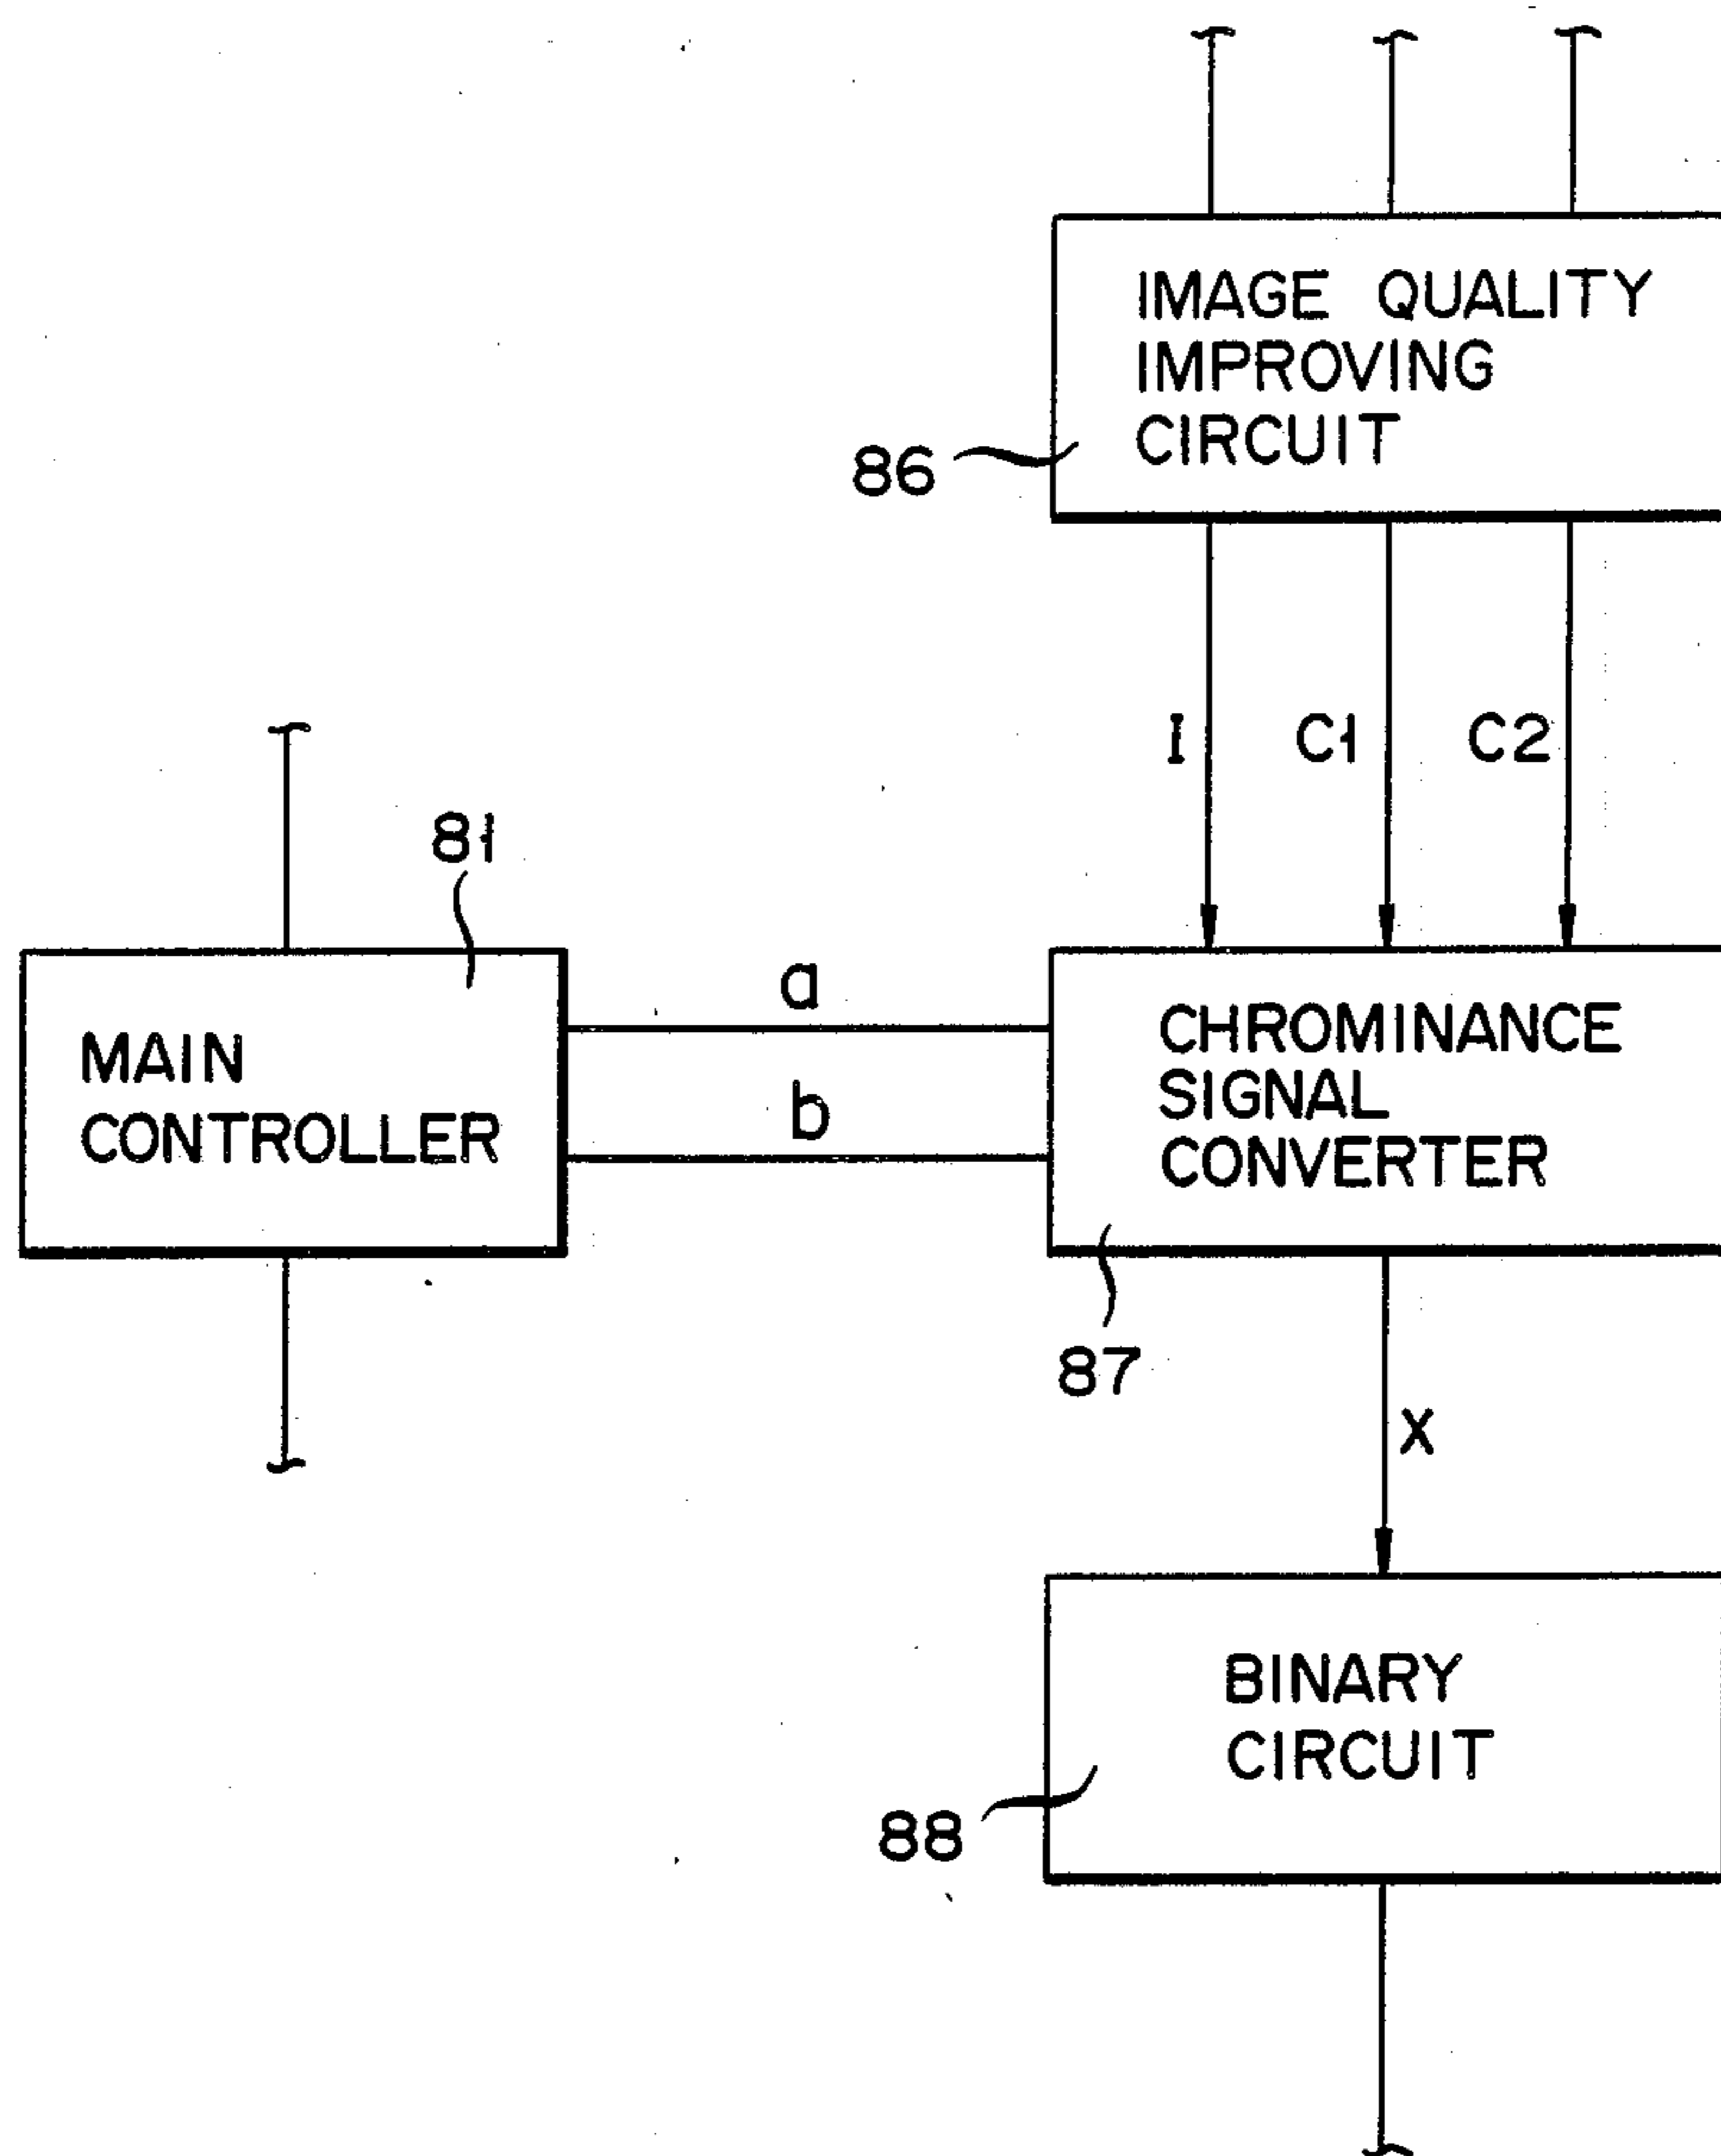 IMAGE QUALITY
IMPROVING
CIRCUIT
86
I
C1
C2
81
MAIN
CONTROLLER
a
b
CHROMINANCE
SIGNAL
CONVERTER
87
X
BINARY
CIRCUIT
88